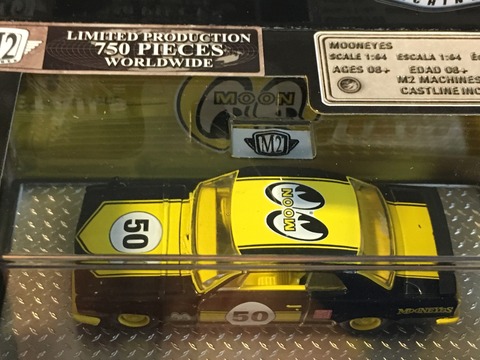 LIMITED PRODUCTION
750 PIECES
WORLDWIDE
MOONEYES
SCALE 1:64 ESCALA 1:64
AGES 08+ EDAD 08+
M2 MACHINES
CASTLINE INC
MOON
M2
MOON
50
50
MOONEYES